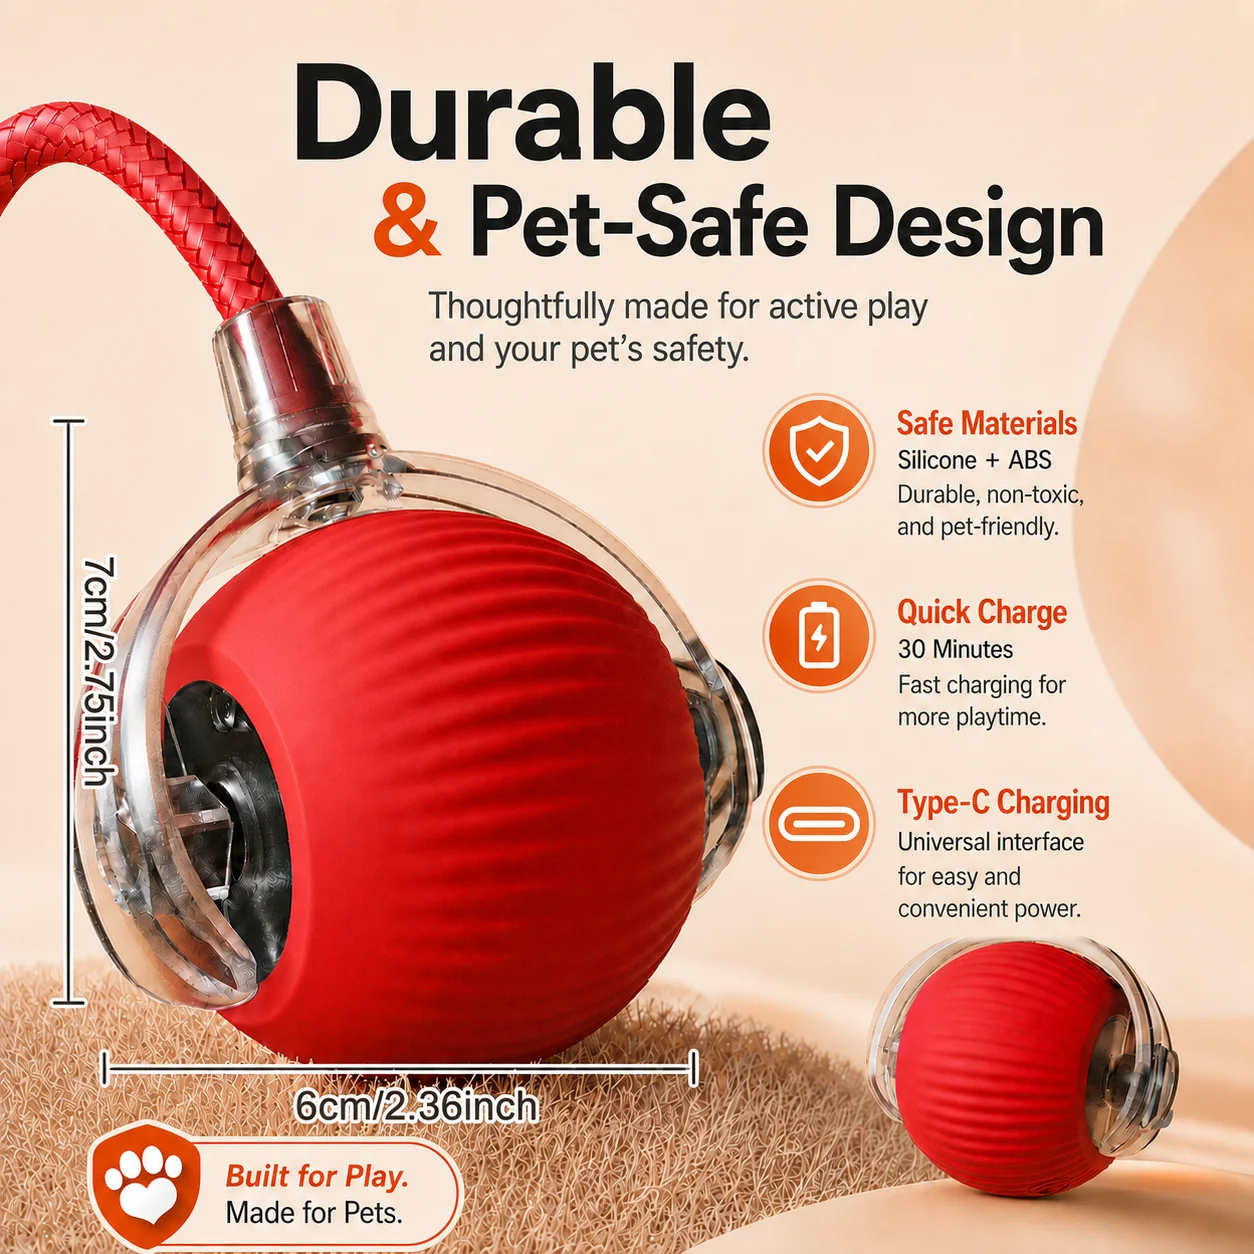 Durable
& Pet-Safe Design
Thoughtfully made for active play
and your pet's safety.
Safe Materials
Silicone + ABS
Durable, non-toxic,
and pet-friendly.
Quick Charge
30 Minutes
Fast charging for
more playtime.
Type-C Charging
Universal interface
for easy and
convenient power.
7cm/2.75inch
6cm/2.36inch
Built for Play.
Made for Pets.